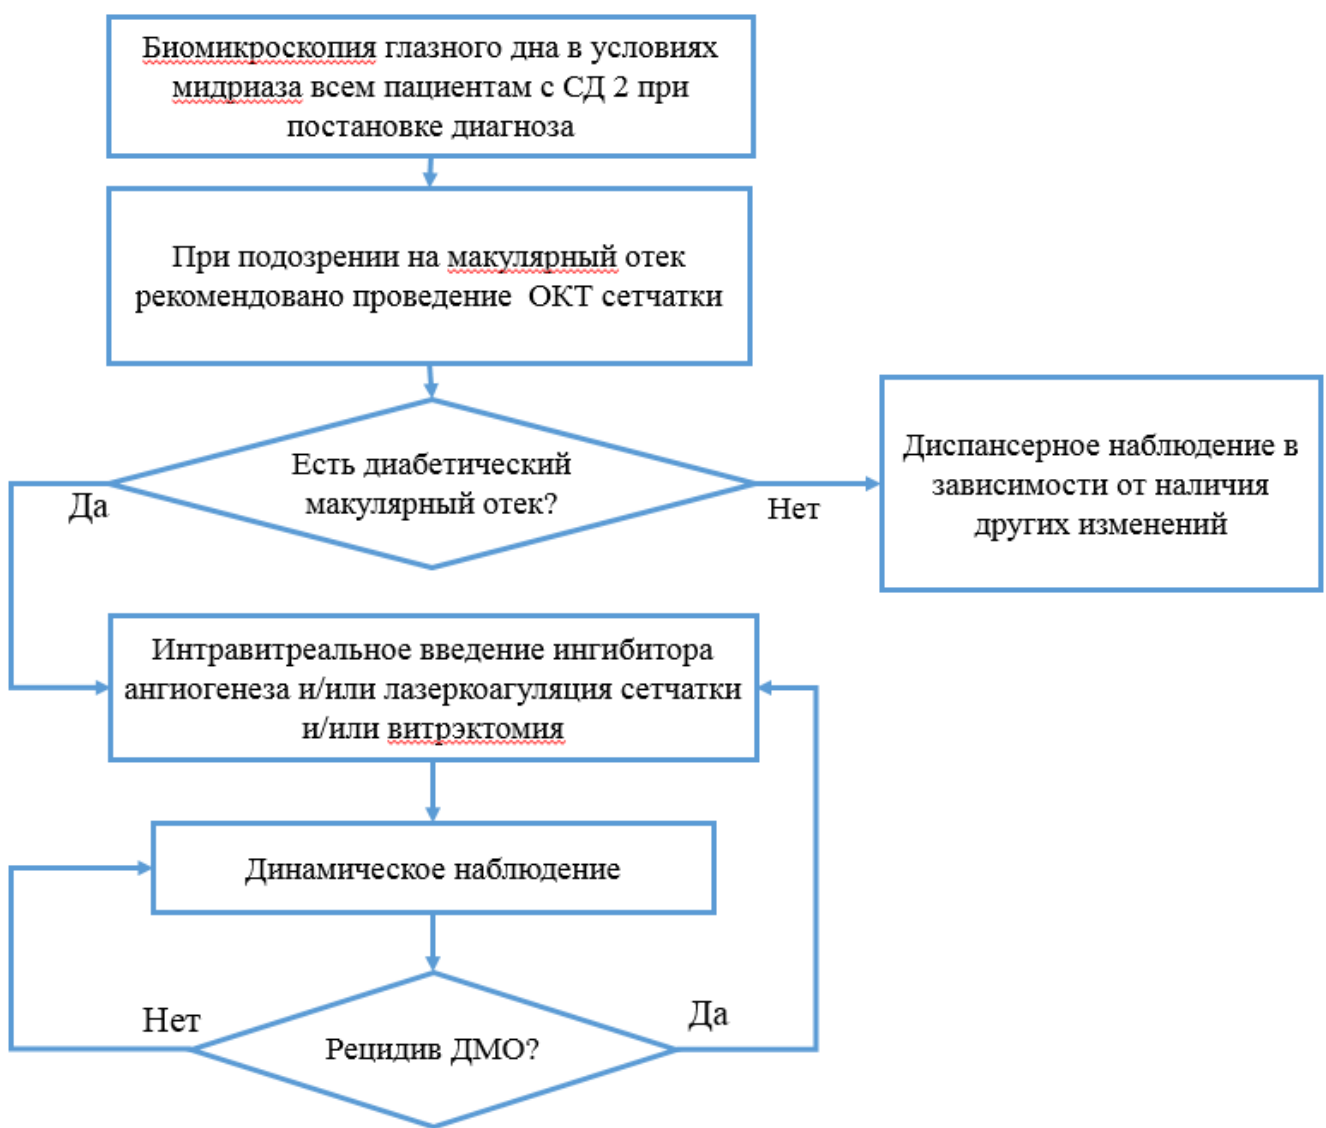 Биомикроскопия глазного дна в условиях
мидриаза всем пациентам с СД 2 при
постановке диагноза
При подозрении на макулярный отек
рекомендовано проведение ОКТ сетчатки
Есть диабетический
макулярный отек?
Да
Нет
Диспансерное наблюдение в
зависимости от наличия
других изменений
Интравитреальное введение ингибитора
ангиогенеза и/или лазеркоагуляция сетчатки
и/или витрэктомия
Динамическое наблюдение
Нет
Да
Рецидив ДМО?